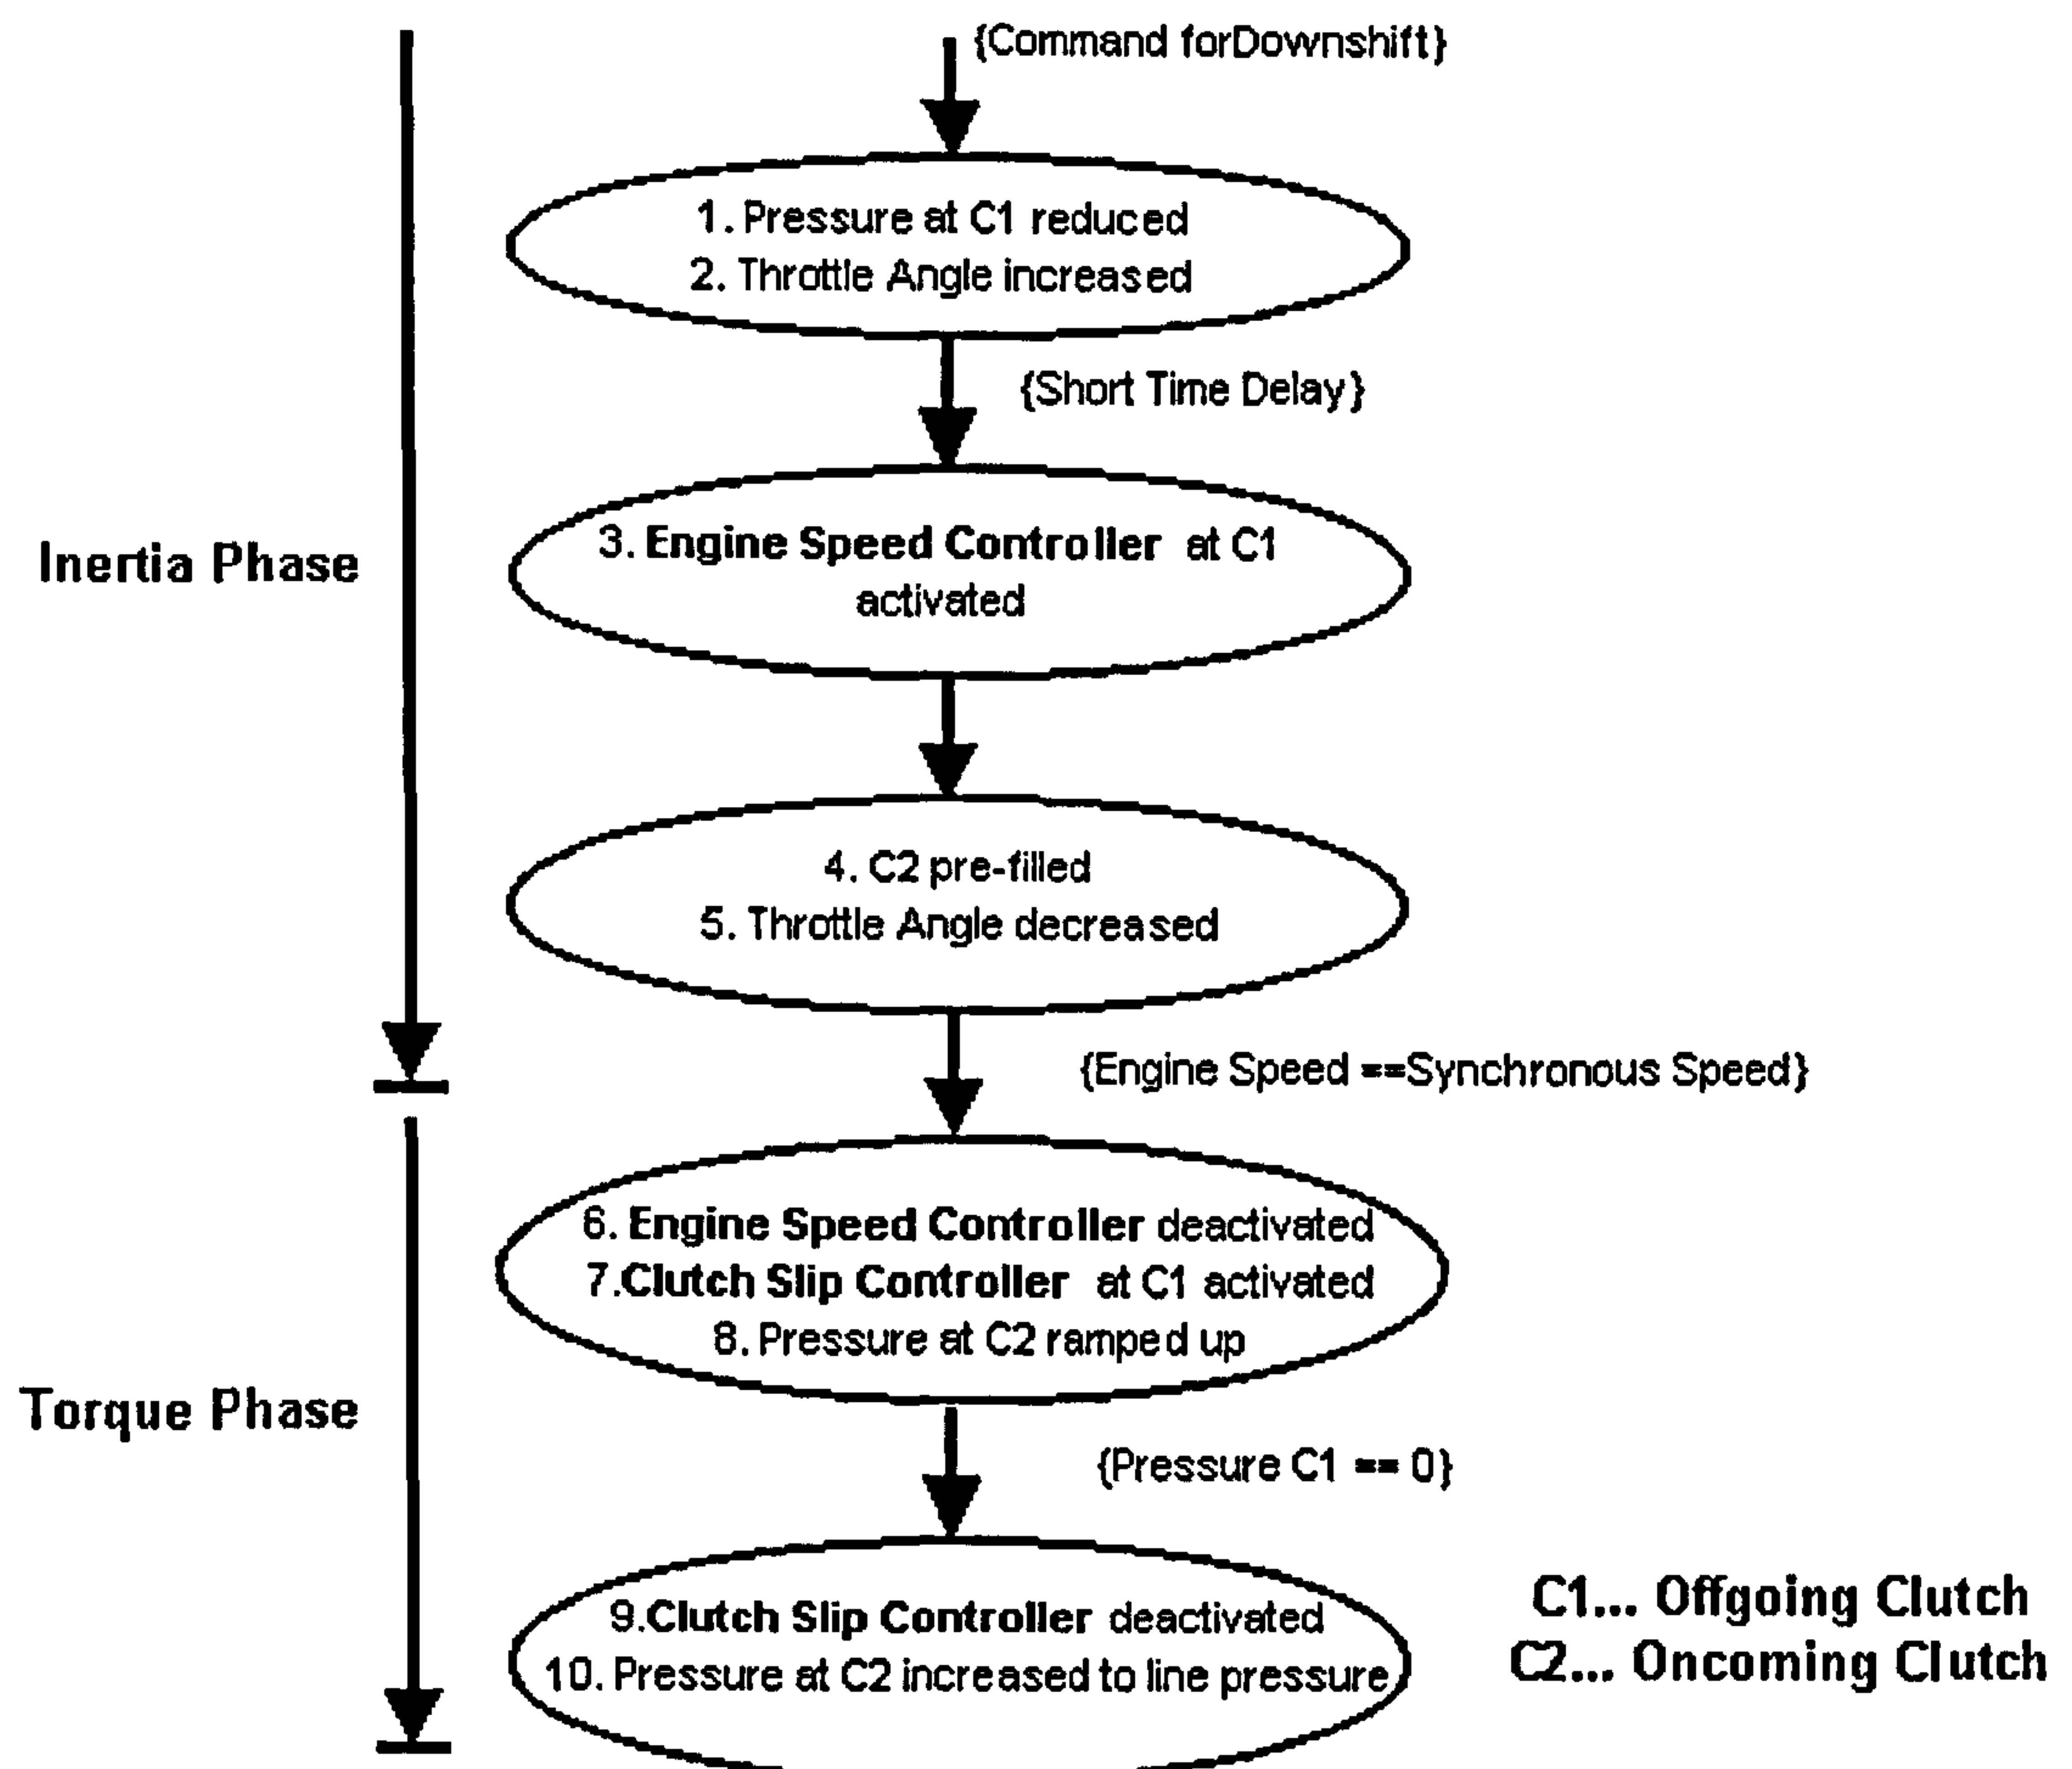 {Command forDownshift}
1. Pressure at C1 reduced
2. Throttle Angle increased
{Short Time Delay}
Inertia Phase
3. Engine Speed Controller at C1
activated
4. C2 pre-filled
5. Throttle Angle decreased
{Engine Speed ==Synchronous Speed}
6. Engine Speed Controller deactivated
7.Clutch Slip Controller at C1 activated
8. Pressure at C2 ramped up
Torque Phase
{Pressure C1 == 0}
9.Clutch Slip Controller deactivated
10. Pressure at C2 increased to line pressure
C1... Offgoing Clutch
C2... Oncoming Clutch